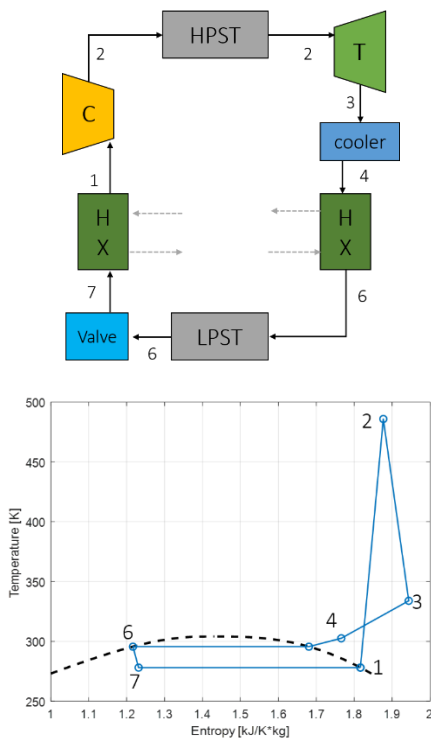 HPST
2
2
T
C
3
cooler
1
4
H
X
H
X
7
6
Valve
6
LPST
500
450
400
350
300
250
Temperature [K]
2
3
4
6
7
1
1
1.1
1.2
1.3
1.4
1.5
1.6
1.7
1.8
1.9
2
Entropy [kJ/K*kg]